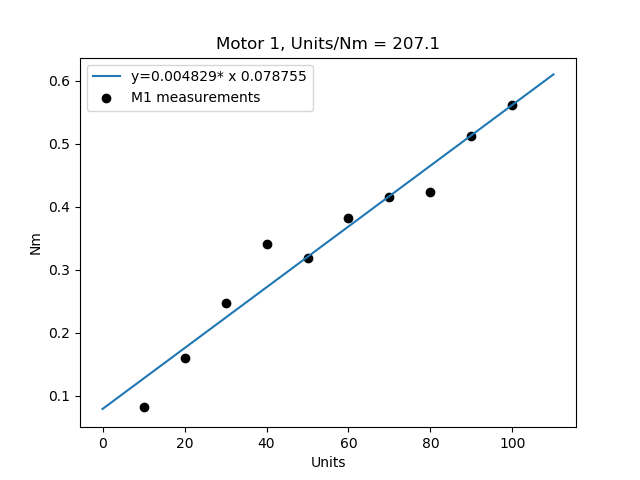 Motor 1, Units/Nm = 207.1
y=0.004829* x 0.078755
M1 measurements
0.6
0.5
0.4
0.3
0.2
0.1
Nm
0 20 40 60 80 100
Units